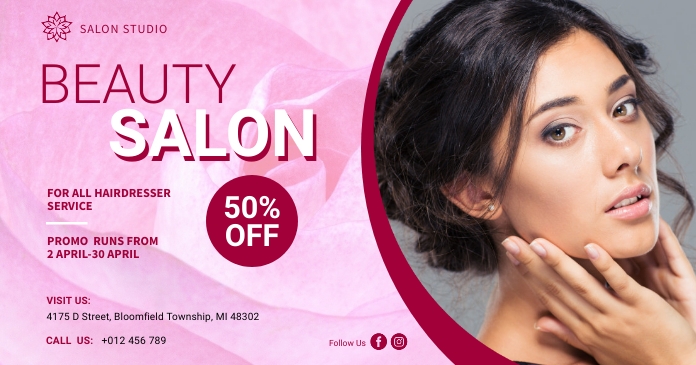 SALON STUDIO
BEAUTY
SALON
FOR ALL HAIRDRESSER
SERVICE
50%
OFF
PROMO RUNS FROM
2 APRIL-30 APRIL
VISIT US:
4175 D Street, Bloomfield Township, MI 48302
CALL US: +012 456 789
Follow Us